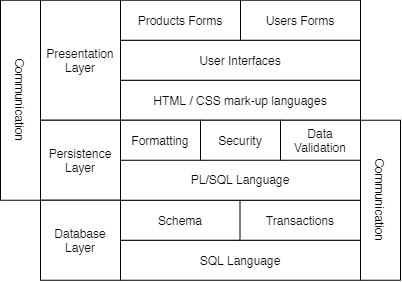 Communication
Presentation
Layer
Products Forms
Users Forms
User Interfaces
HTML / CSS mark-up languages
Persistence
Layer
Formatting
Security
Data
Validation
PL/SQL Language
Communication
Database
Layer
Schema
Transactions
SQL Language